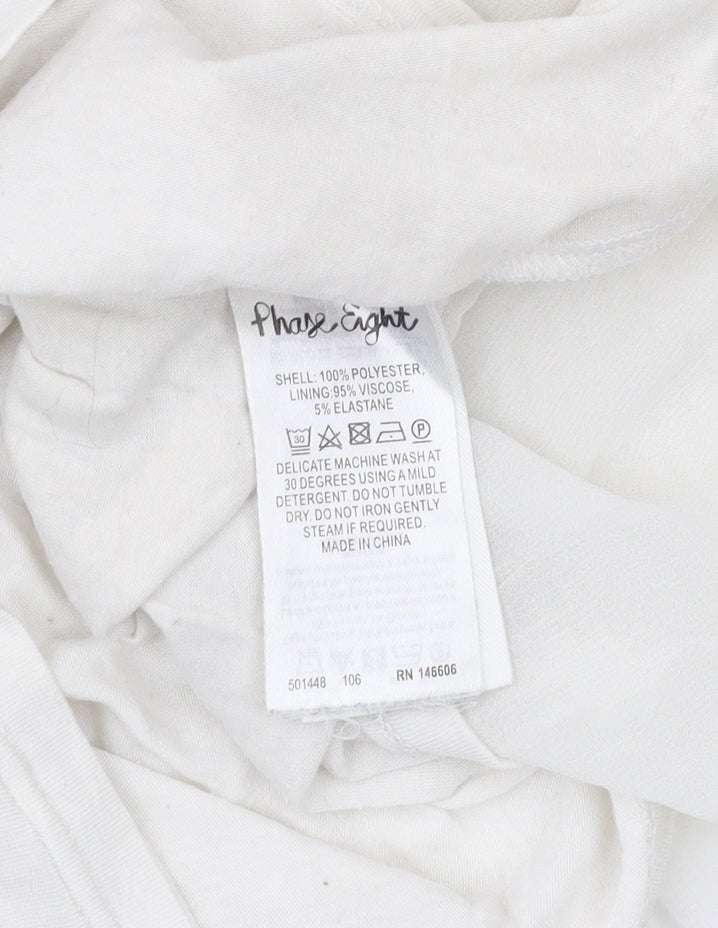 Phase Eight
SHELL: 100% POLYESTER,
LINING:95% VISCOSE,
5% ELASTANE
30 P
DELICATE MACHINE WASH AT
30 DEGREES USING A MILD
DETERGENT. DO NOT TUMBLE
DRY. DO NOT IRON GENTLY
STEAM IF REQUIRED.
MADE IN CHINA
501448 106 RN 146606